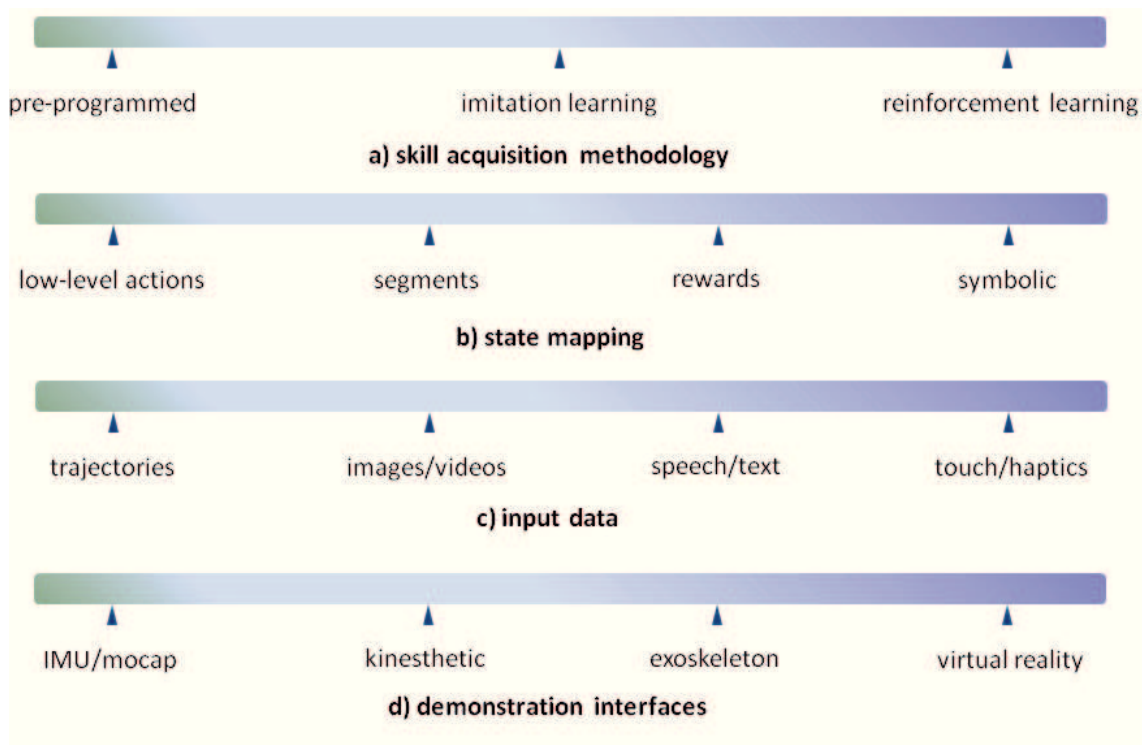 pre-programmed imitation learning reinforcement learning
a) skill acquisition methodology
low-level actions segments rewards symbolic
b) state mapping
trajectories images/videos speech/text touch/haptics
c) input data
IMU/mocap kinesthetic exoskeleton virtual reality
d) demonstration interfaces